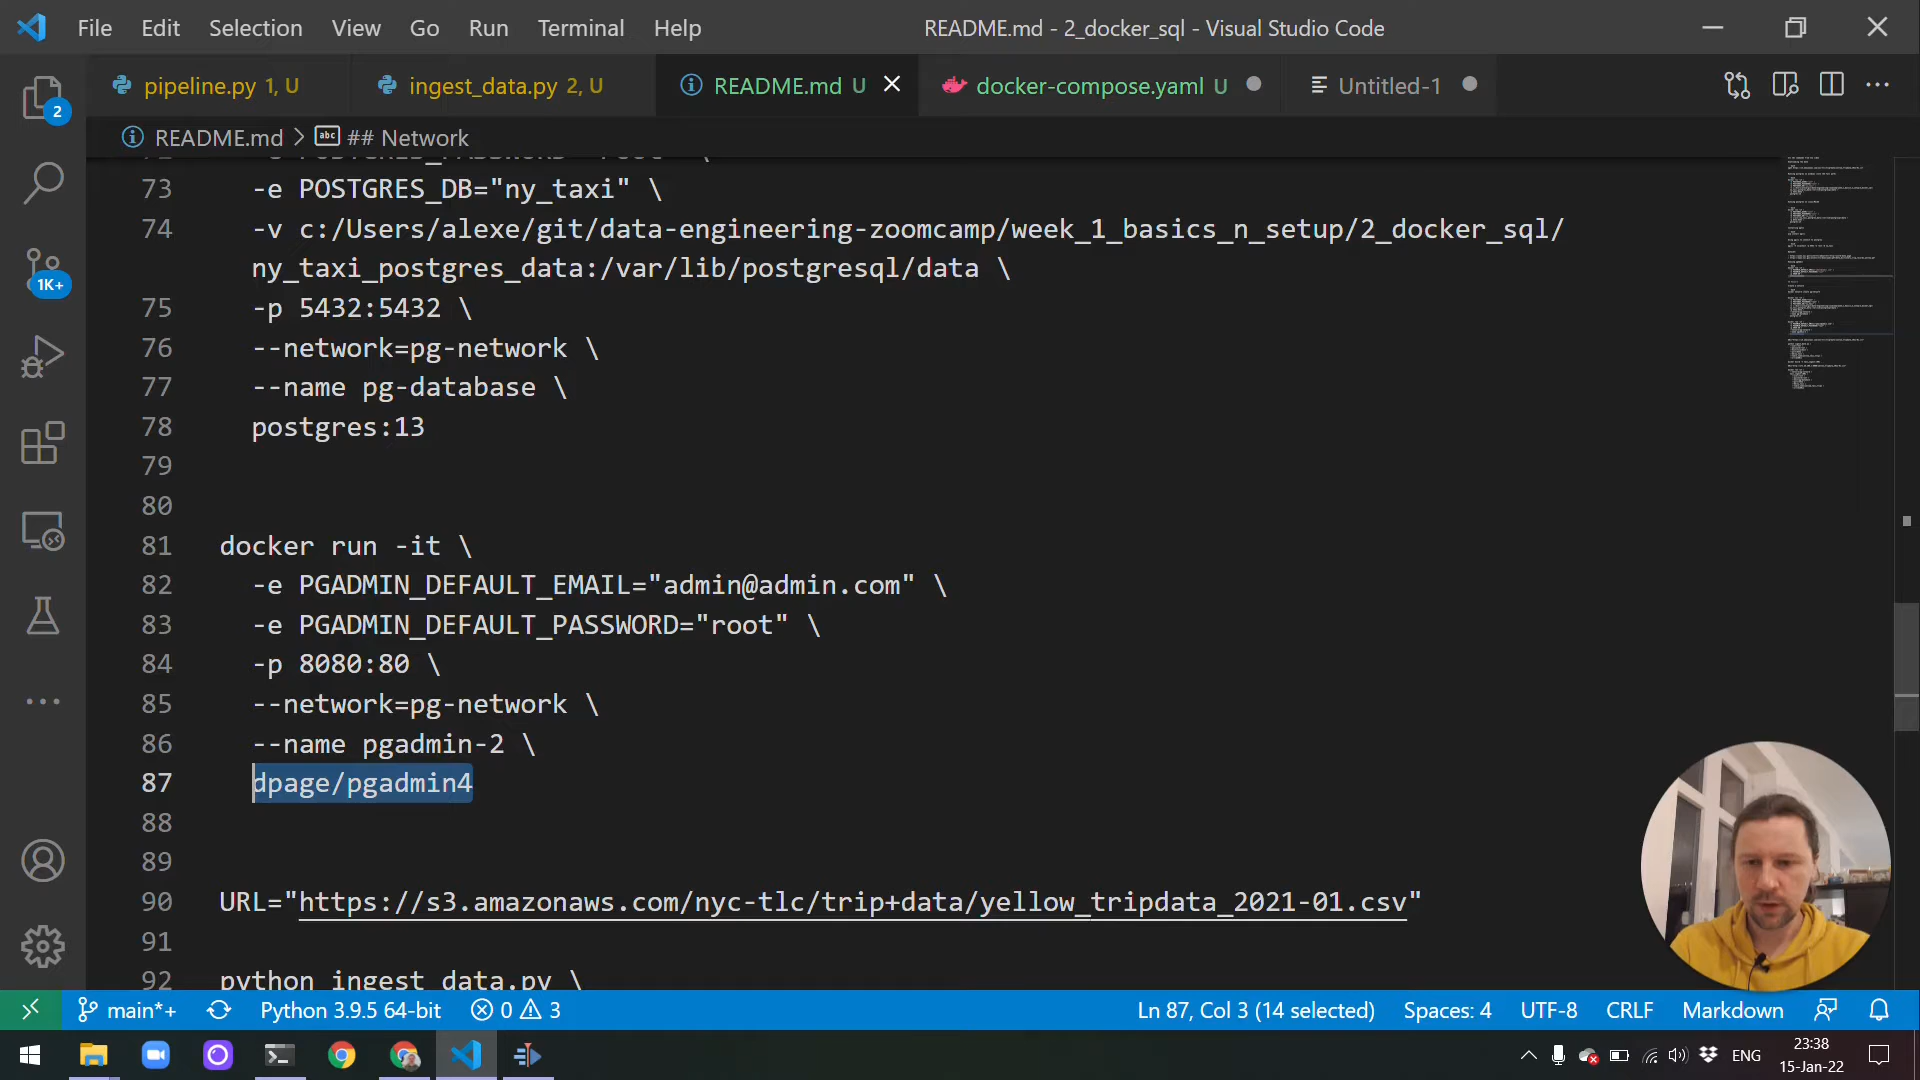 File Edit Selection View Go Run Terminal Help README.md - 2_docker_sql - Visual Studio Code
pipeline.py 1, U ingest_data.py 2, U README.md U docker-compose.yaml U Untitled-1
README.md > ## Network
73 -e POSTGRES_DB="ny_taxi" \
74 -v c:/Users/alexe/git/data-engineering-zoomcamp/week_1_basics_n_setup/2_docker_sql/
ny_taxi_postgres_data:/var/lib/postgresql/data \
75 -p 5432:5432 \
76 --network=pg-network \
77 --name pg-database \
78 postgres:13
79
80
81 docker run -it \
82 -e PGADMIN_DEFAULT_EMAIL="admin@admin.com" \
83 -e PGADMIN_DEFAULT_PASSWORD="root" \
84 -p 8080:80 \
85 --network=pg-network \
86 --name pgadmin-2 \
87 dpage/pgadmin4
88
89
90 URL="https://s3.amazonaws.com/nyc-tlc/trip+data/yellow_tripdata_2021-01.csv"
91
92 python ingest_data.py \
2
1K+
main*+ Python 3.9.5 64-bit 0 3 Ln 87, Col 3 (14 selected) Spaces: 4 UTF-8 CRLF Markdown
ENG 23:38
15-Jan-22